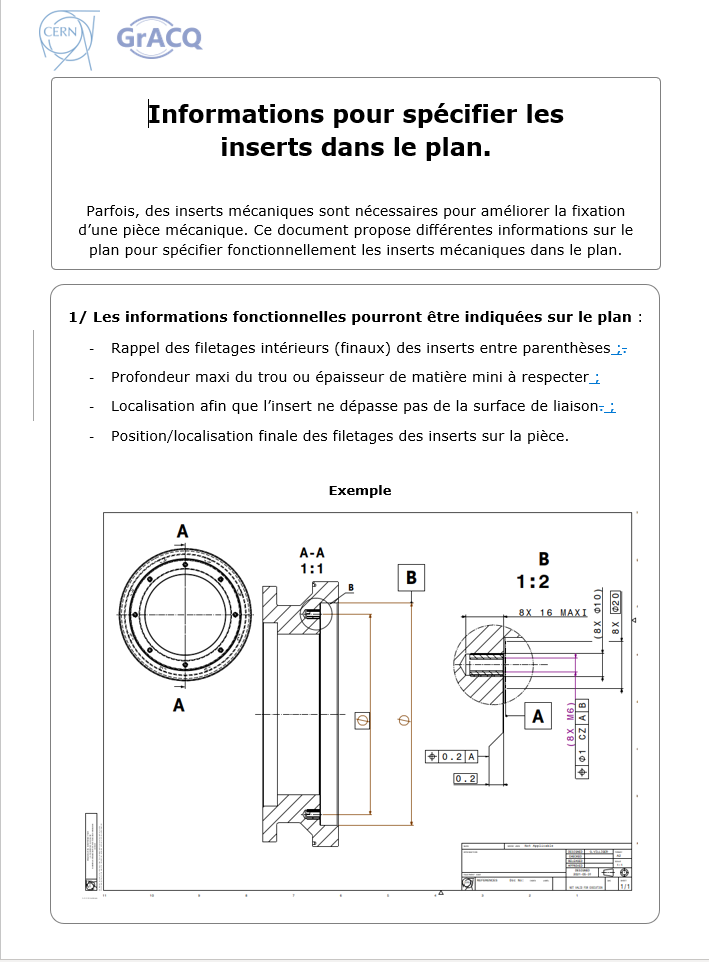 CERN
GrACQ
Informations pour spécifier les
inserts dans le plan.
Parfois, des inserts mécaniques sont nécessaires pour améliorer la fixation
d’une pièce mécanique. Ce document propose différentes informations sur le
plan pour spécifier fonctionnellement les inserts mécaniques dans le plan.
1/ Les informations fonctionnelles pourront être indiquées sur le plan :
- Rappel des filetages intérieurs (finaux) des inserts entre parenthèses ;.
- Profondeur maxi du trou ou épaisseur de matière mini à respecter ;
- Localisation afin que l’insert ne dépasse pas de la surface de liaison. ;
- Position/localisation finale des filetages des inserts sur la pièce.
Exemple
A
A
A-A
1:1
B
B
B
1:2
8X 16 MAXI
(8X Φ10)
8X Φ20
A
(8X M6)
⌖ Φ1 CZ A B
⌖ 0.2 A
0.2
Not Applicable
1/1